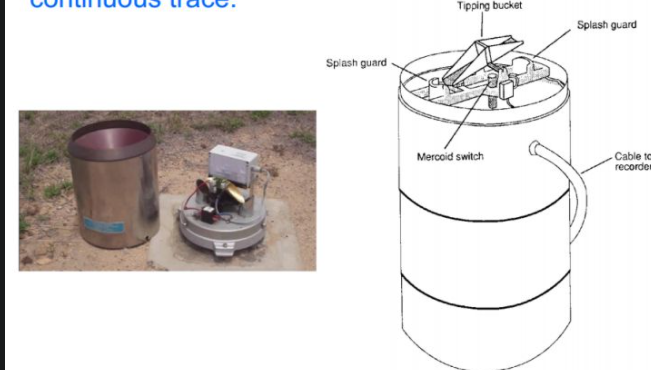 continuous trace.
Tipping bucket
Splash guard
Splash guard
Mercoid switch
Cable to
recorder